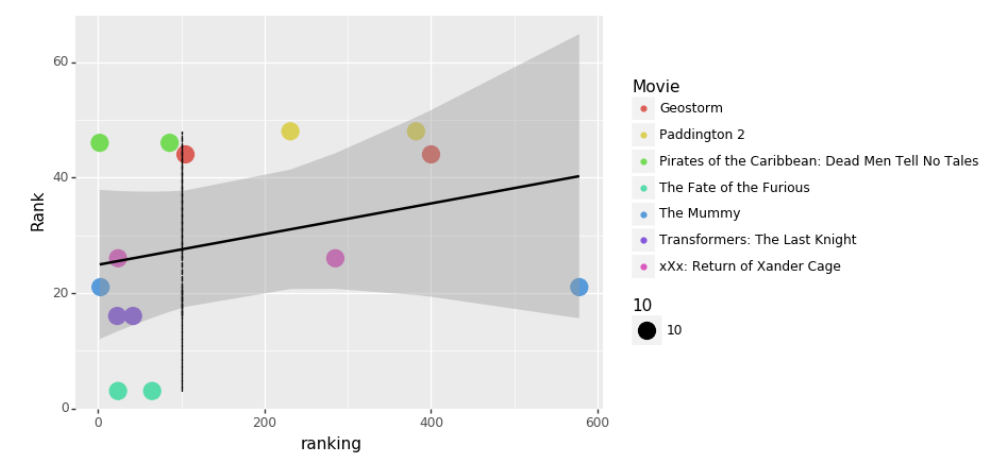 60
40
20
0
Rank
0 200 400 600
ranking
Movie
Geostorm
Paddington 2
Pirates of the Caribbean: Dead Men Tell No Tales
The Fate of the Furious
The Mummy
Transformers: The Last Knight
xXx: Return of Xander Cage
10
10